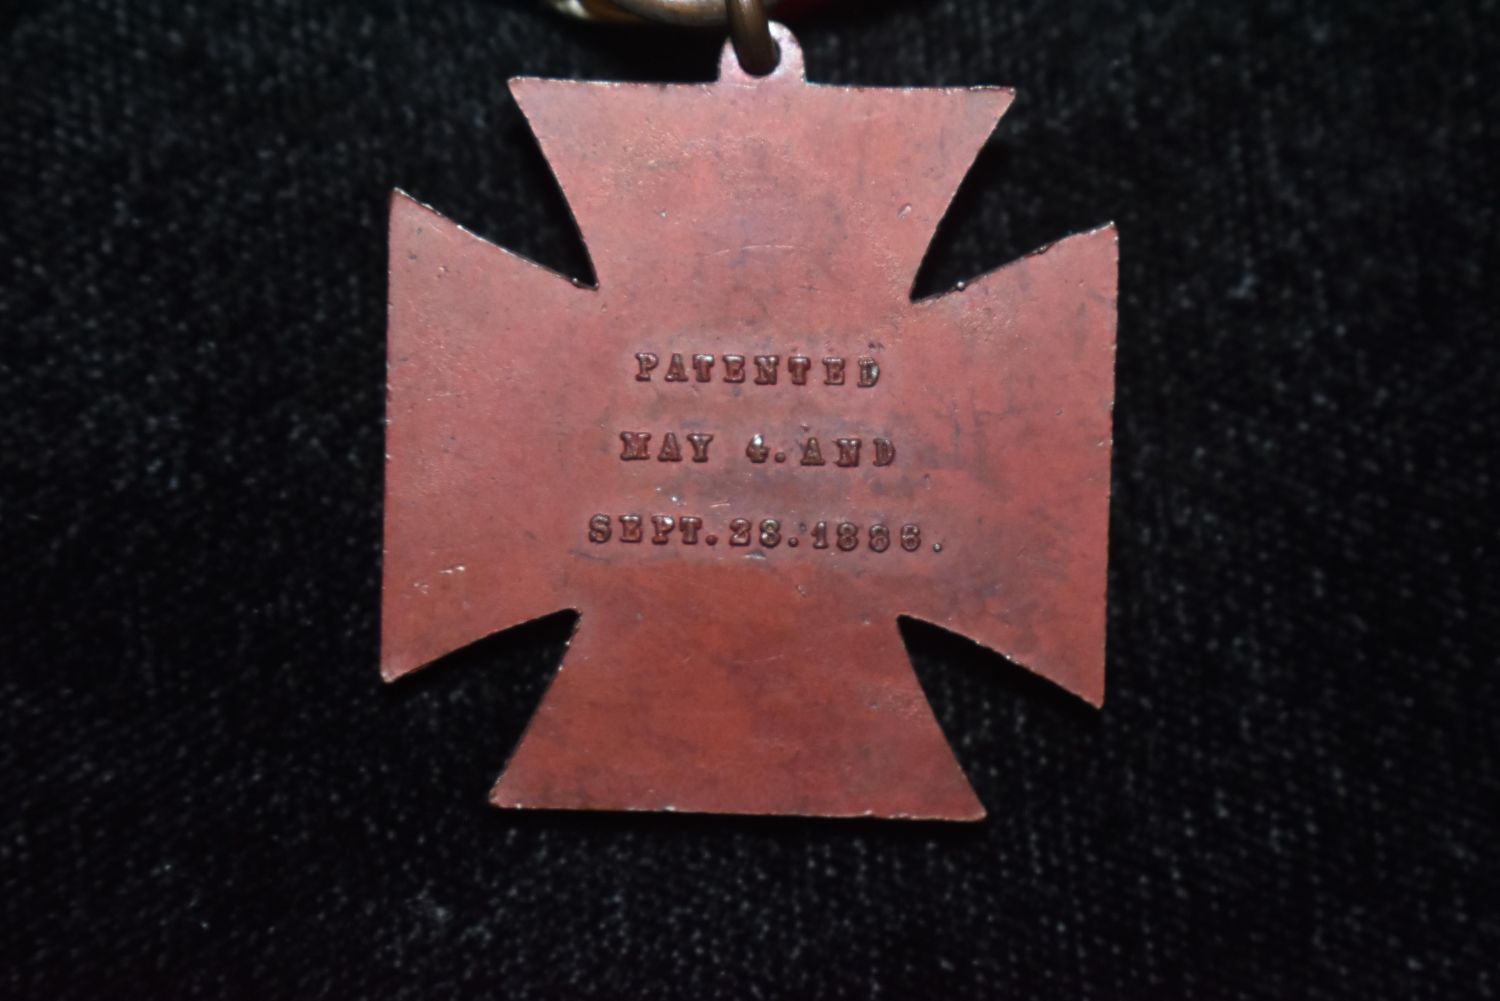 PATENTED
MAY 4. AND
SEPT. 28. 1886.